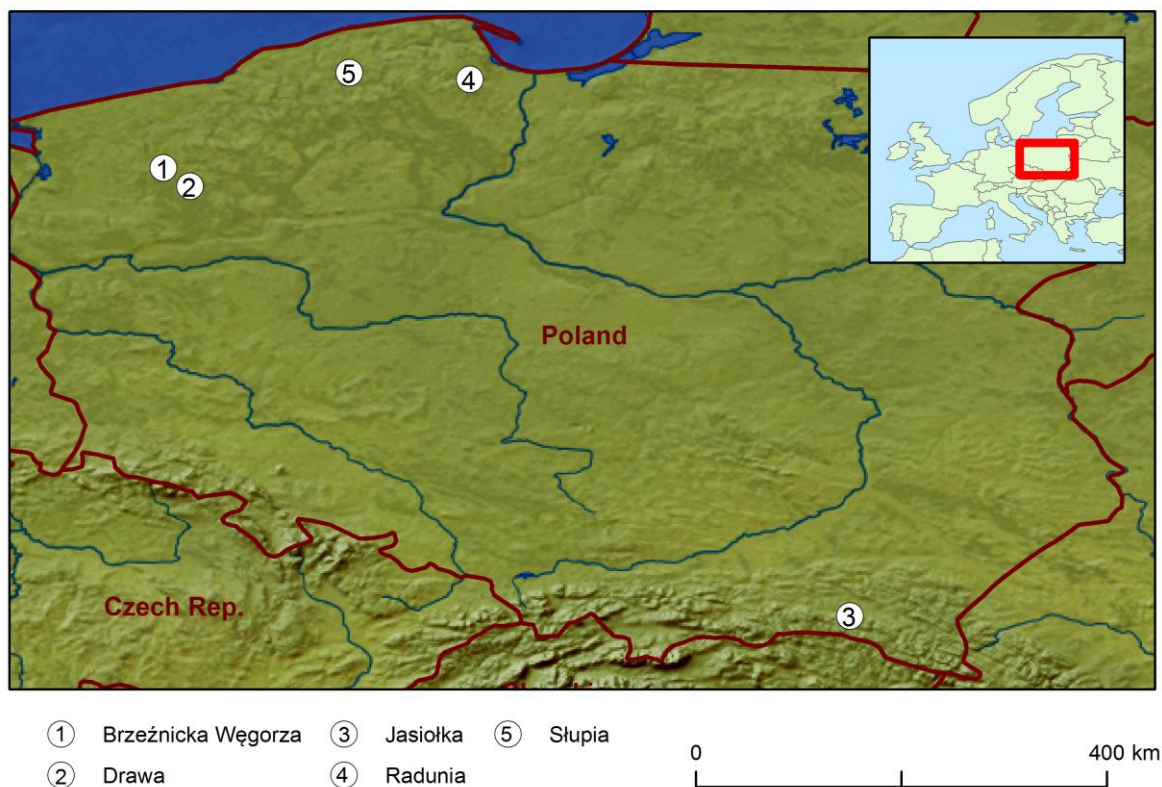 5
4
1
2
Poland
Czech Rep.
3
1 Brzeźnicka Węgorza 3 Jasiołka 5 Słupia
2 Drawa 4 Radunia
0 400 km